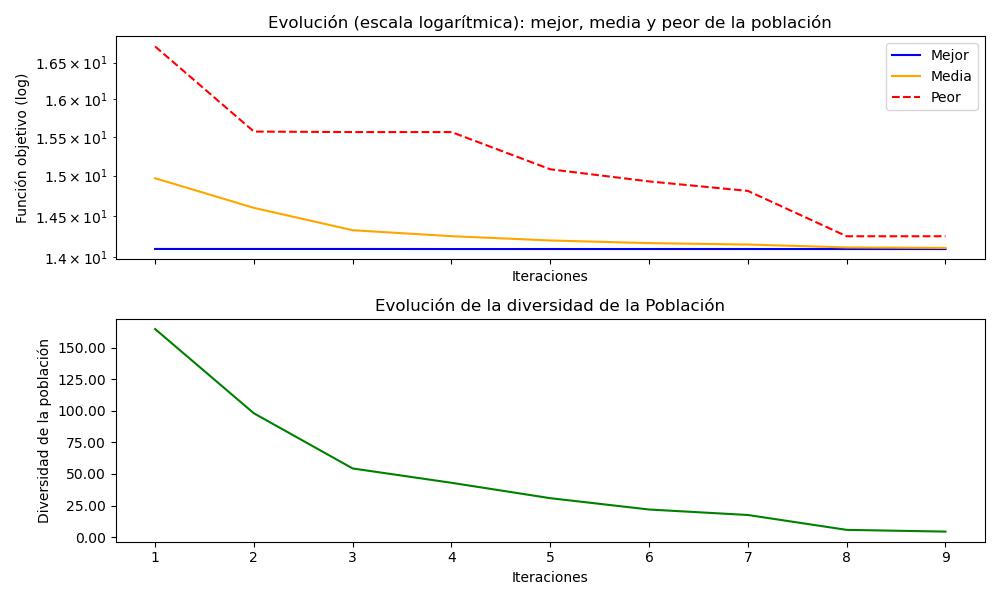 Evolución (escala logarítmica): mejor, media y peor de la población
Función objetivo (log)
1.65 × 10¹
1.6 × 10¹
1.55 × 10¹
1.5 × 10¹
1.45 × 10¹
1.4 × 10¹
Mejor
Media
Peor
Iteraciones
Evolución de la diversidad de la Población
Diversidad de la población
150.00
125.00
100.00
75.00
50.00
25.00
0.00
1 2 3 4 5 6 7 8 9
Iteraciones